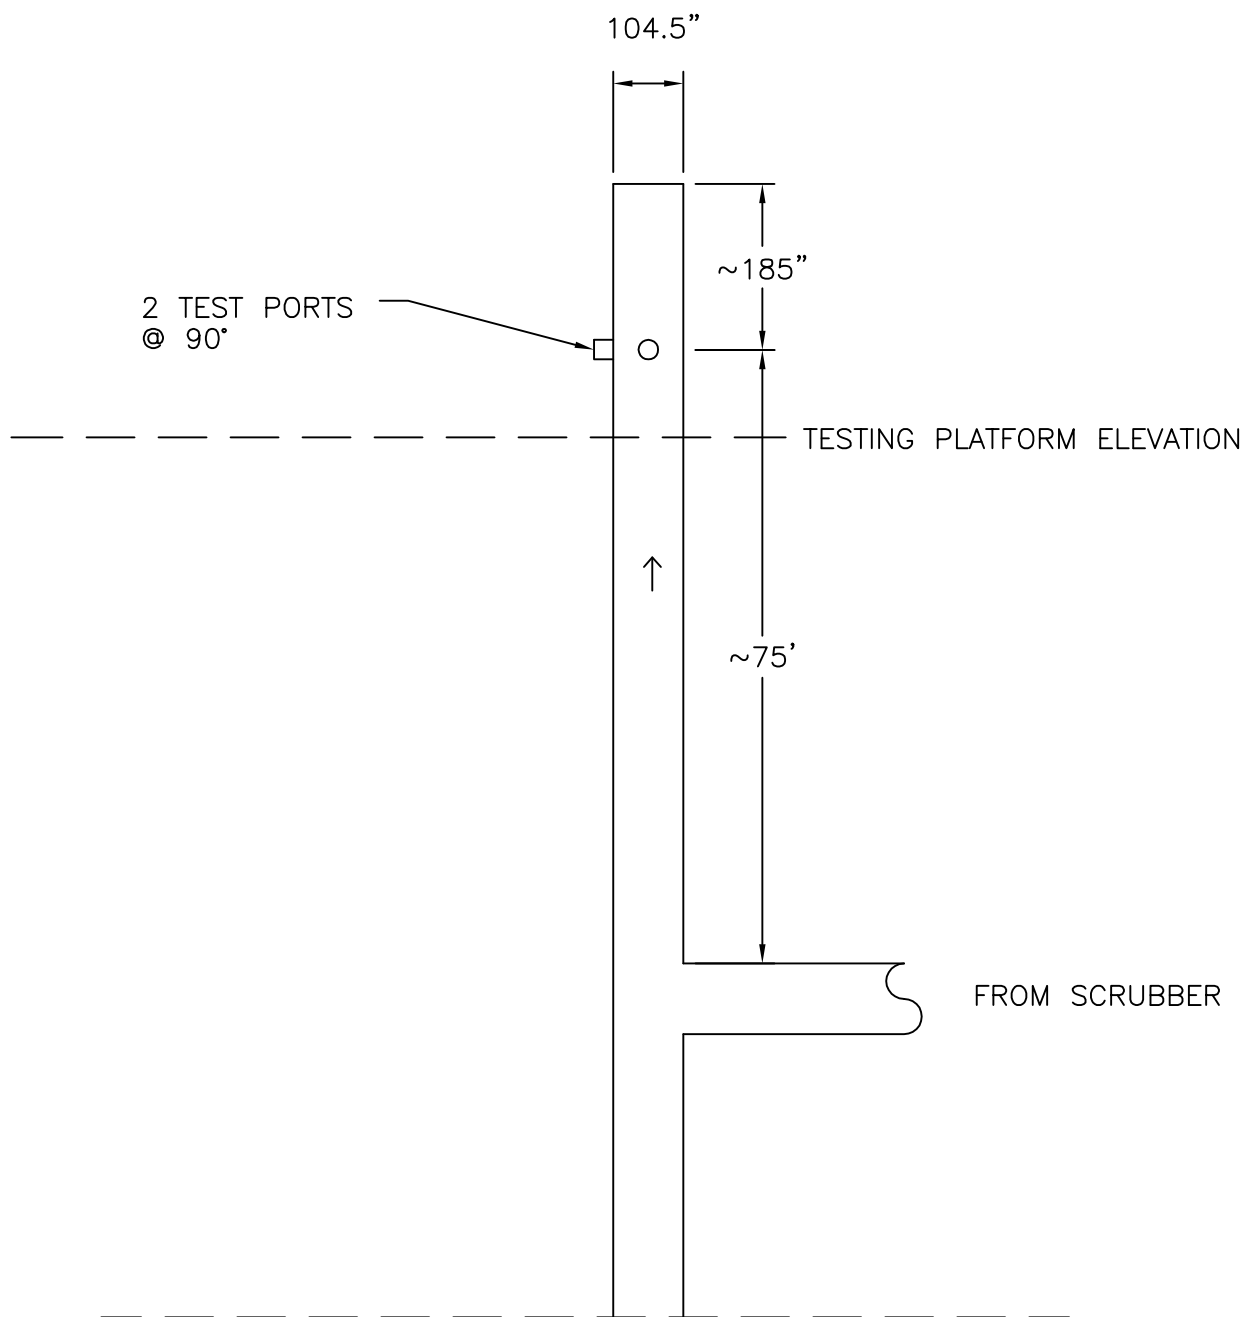 104.5”
~185”
2 TEST PORTS
@ 90°
TESTING PLATFORM ELEVATION
~75’
FROM SCRUBBER